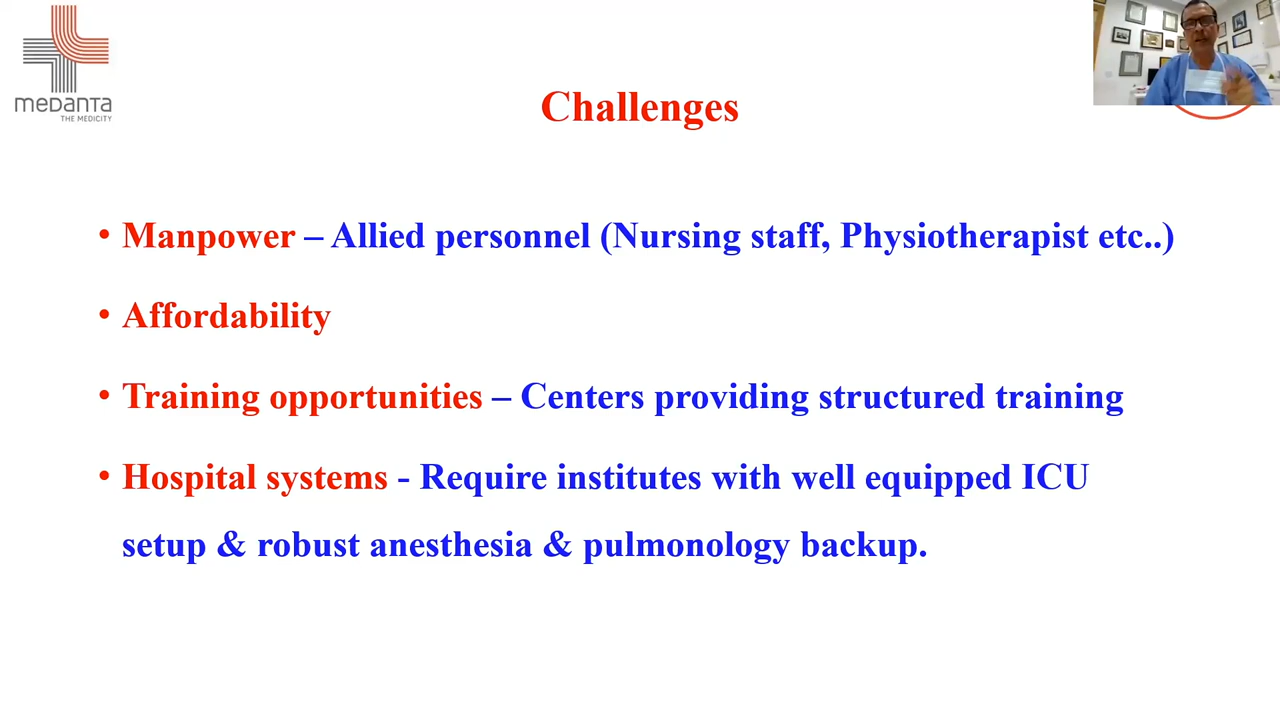 medanta
THE MEDICITY
Challenges
• Manpower – Allied personnel (Nursing staff, Physiotherapist etc..)
• Affordability
• Training opportunities – Centers providing structured training
• Hospital systems - Require institutes with well equipped ICU
setup & robust anesthesia & pulmonology backup.